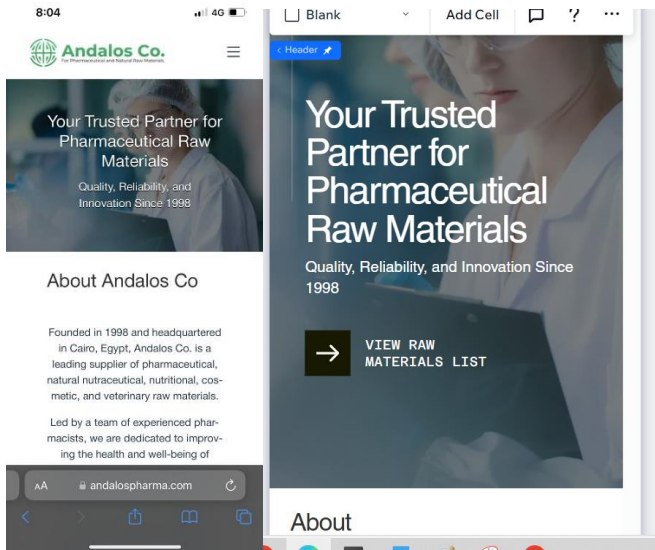 8:04
4G
Andalos Co.
For Pharmaceutical and Natural Raw Materials
Your Trusted Partner for
Pharmaceutical Raw
Materials
Quality, Reliability, and
Innovation Since 1998
About Andalos Co
Founded in 1998 and headquartered
in Cairo, Egypt, Andalos Co. is a
leading supplier of pharmaceutical,
natural nutraceutical, nutritional, cos-
metic, and veterinary raw materials.
Led by a team of experienced phar-
macists, we are dedicated to improv-
ing the health and well-being of
AA
andalospharma.com
Blank
Add Cell
?
< Header
Your Trusted
Partner for
Pharmaceutical
Raw Materials
Quality, Reliability, and Innovation Since
1998
VIEW RAW
MATERIALS LIST
About